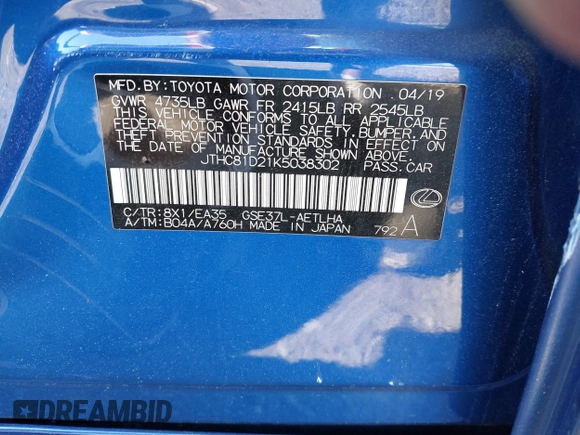 MFD.BY:TOYOTA MOTOR CORPORATION 04/19
GVWR 4735LB GAWR FR 2415LB RR 2545LB
THIS VEHICLE CONFORMS TO ALL APPLICABLE
FEDERAL MOTOR VEHICLE SAFETY, BUMPER, AND
THEFT PREVENTION STANDARDS IN EFFECT ON
THE DATE OF MANUFACTURE SHOWN ABOVE.
JTHC81D21K5038302 PASS.CAR
C/TR:8X1/EA35 GSE37L-AETLHA
A/TM:B04A/A760H MADE IN JAPAN 792A
DREAMBID